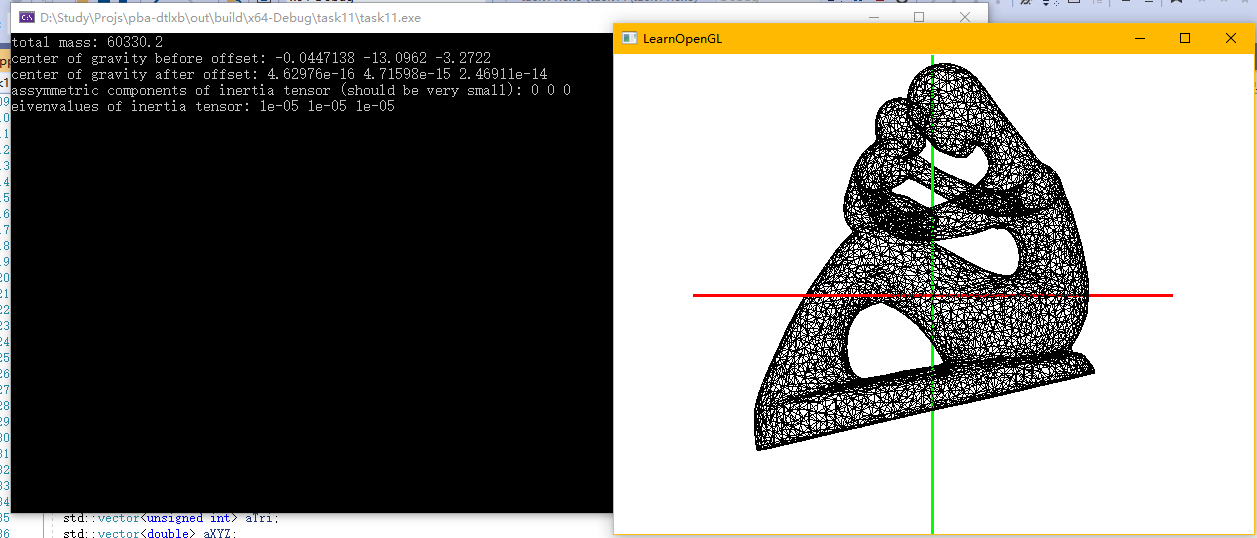 D:\Study\Projs\pba-dtlxb\out\build\x64-Debug\task11\task11.exe
total mass: 60330.2
center of gravity before offset: -0.0447138 -13.0962 -3.2722
center of gravity after offset: 4.62976e-16 4.71598e-15 2.46911e-14
assymmetric components of inertia tensor (should be very small): 0 0 0
eivenvalues of inertia tensor: 1e-05 1e-05 1e-05
LearnOpenGL
std::vector<unsigned int> aTri;
std::vector<double> aXYZ;